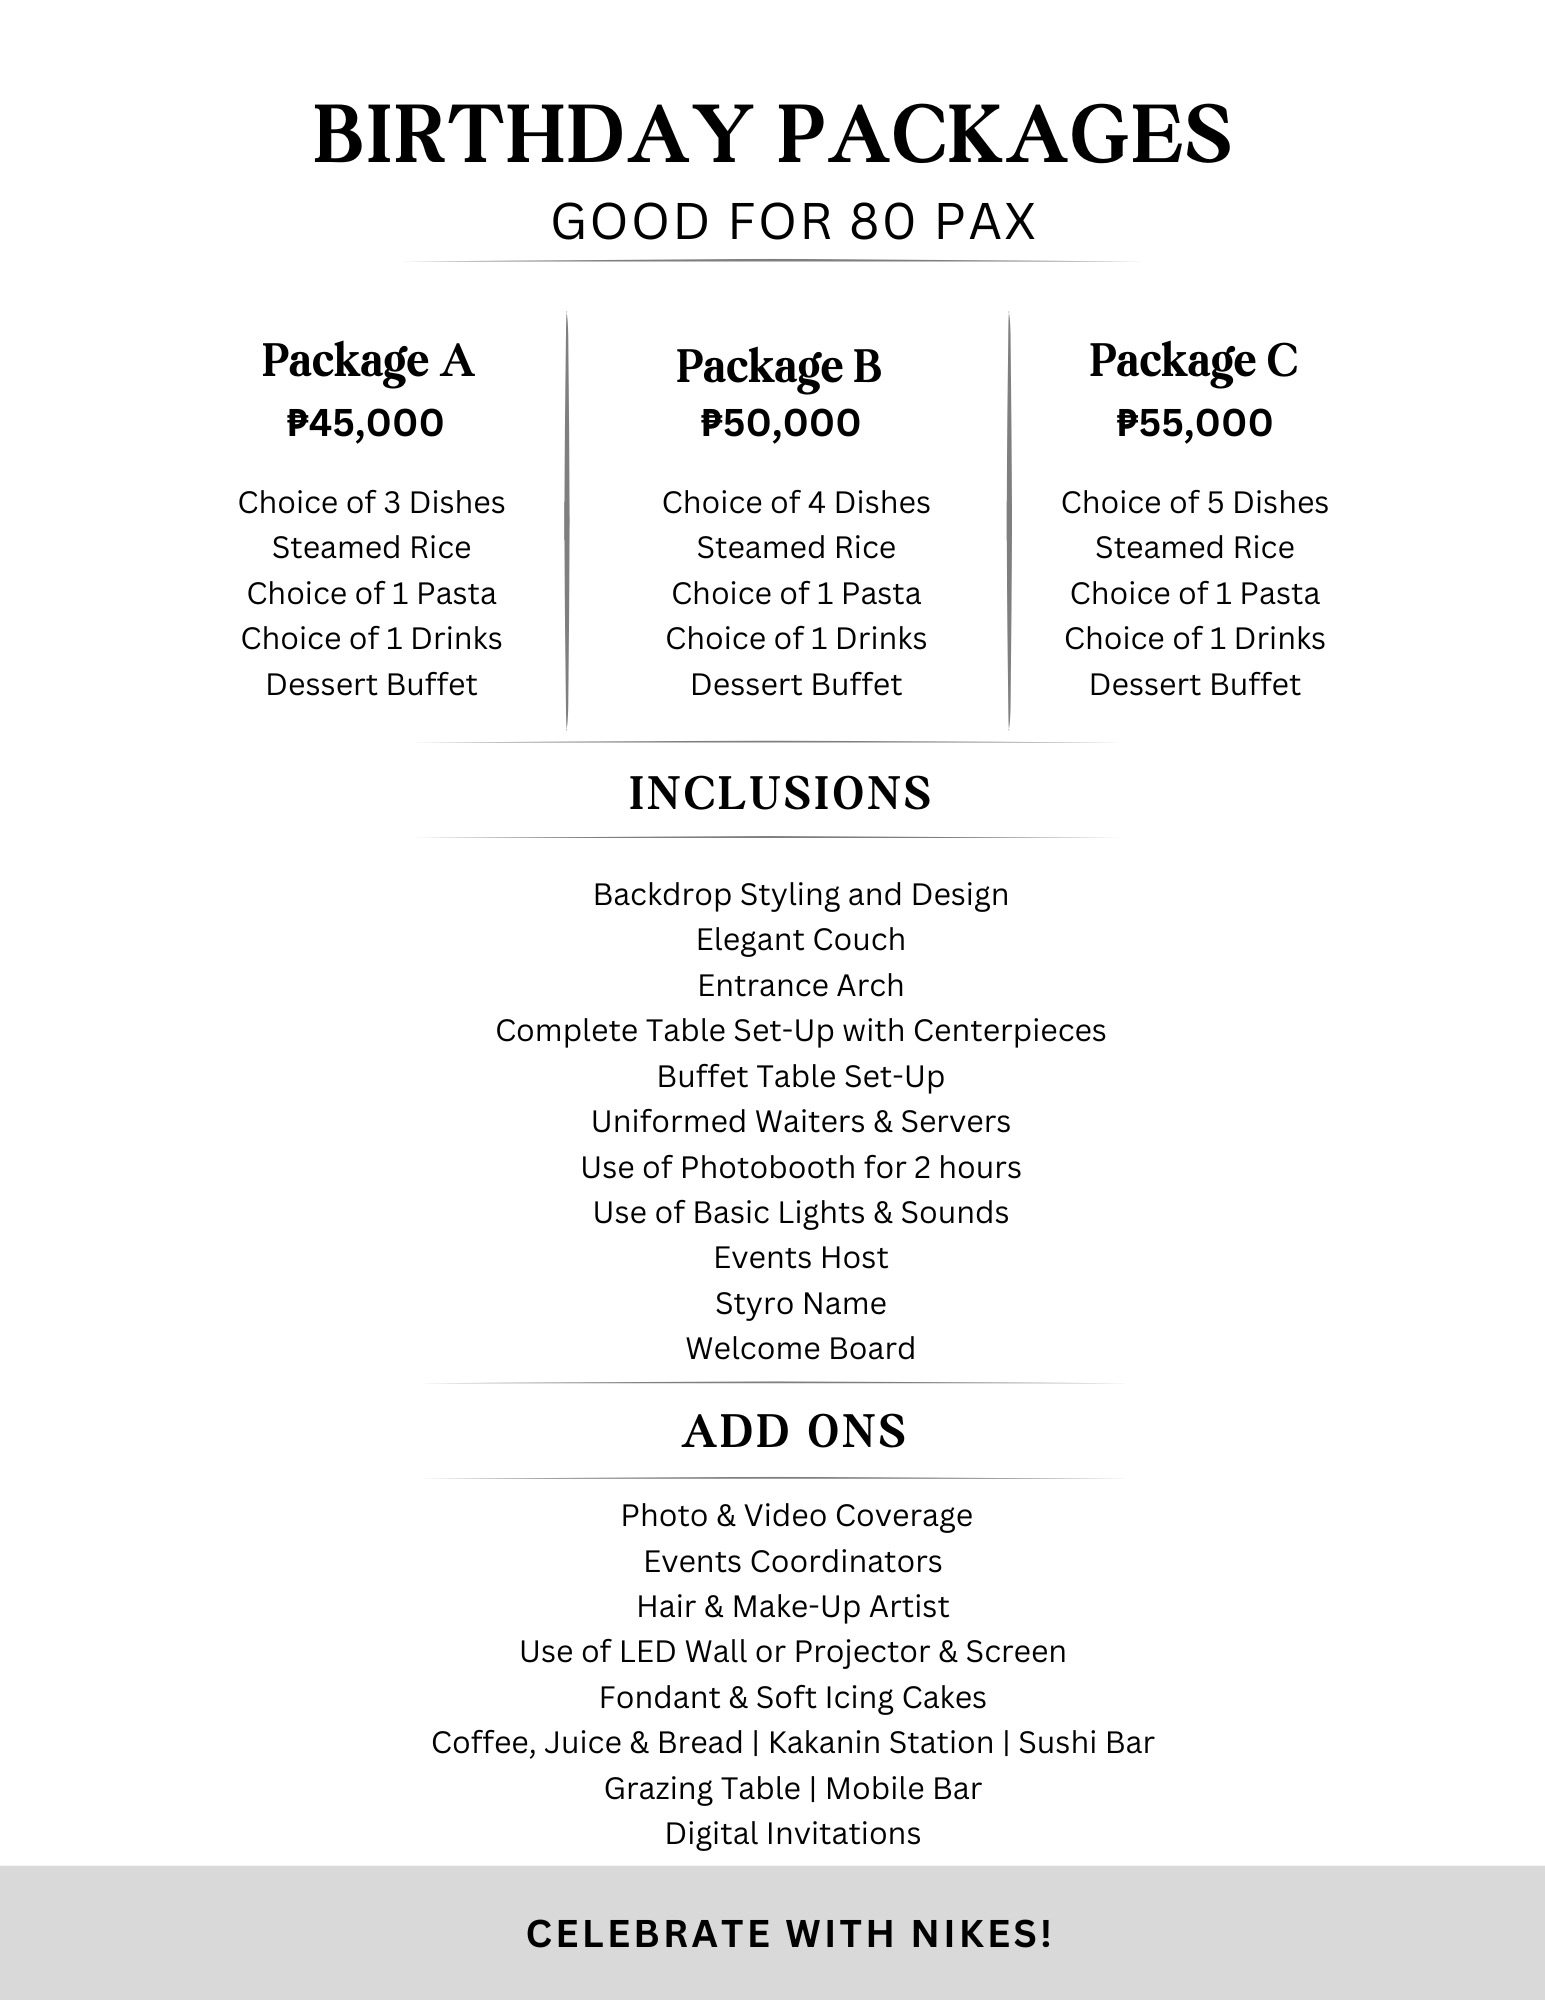 BIRTHDAY PACKAGES
GOOD FOR 80 PAX
Package A
₱45,000
Choice of 3 Dishes
Steamed Rice
Choice of 1 Pasta
Choice of 1 Drinks
Dessert Buffet
Package B
₱50,000
Choice of 4 Dishes
Steamed Rice
Choice of 1 Pasta
Choice of 1 Drinks
Dessert Buffet
Package C
₱55,000
Choice of 5 Dishes
Steamed Rice
Choice of 1 Pasta
Choice of 1 Drinks
Dessert Buffet
INCLUSIONS
Backdrop Styling and Design
Elegant Couch
Entrance Arch
Complete Table Set-Up with Centerpieces
Buffet Table Set-Up
Uniformed Waiters & Servers
Use of Photobooth for 2 hours
Use of Basic Lights & Sounds
Events Host
Styro Name
Welcome Board
ADD ONS
Photo & Video Coverage
Events Coordinators
Hair & Make-Up Artist
Use of LED Wall or Projector & Screen
Fondant & Soft Icing Cakes
Coffee, Juice & Bread | Kakanin Station | Sushi Bar
Grazing Table | Mobile Bar
Digital Invitations
CELEBRATE WITH NIKES!